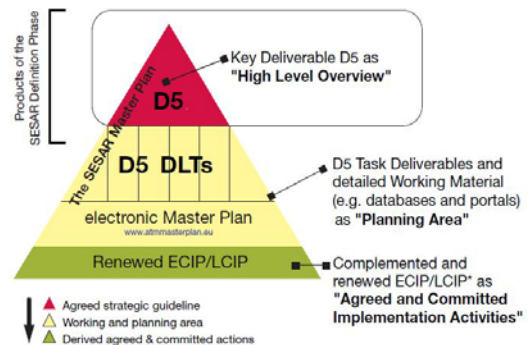 Products of the
SESAR Definition Phase
The SESAR Master Plan
D5
Key Deliverable D5 as
"High Level Overview"
D5 DLTs
D5 Task Deliverables and
detailed Working Material
(e.g. databases and portals)
as "Planning Area"
electronic Master Plan
www.atmmasterplan.eu
Renewed ECIP/LCIP
Complemented and
renewed ECIP/LCIP* as
"Agreed and Committed
Implementation Activities"
Agreed strategic guideline
Working and planning area
Derived agreed & committed actions